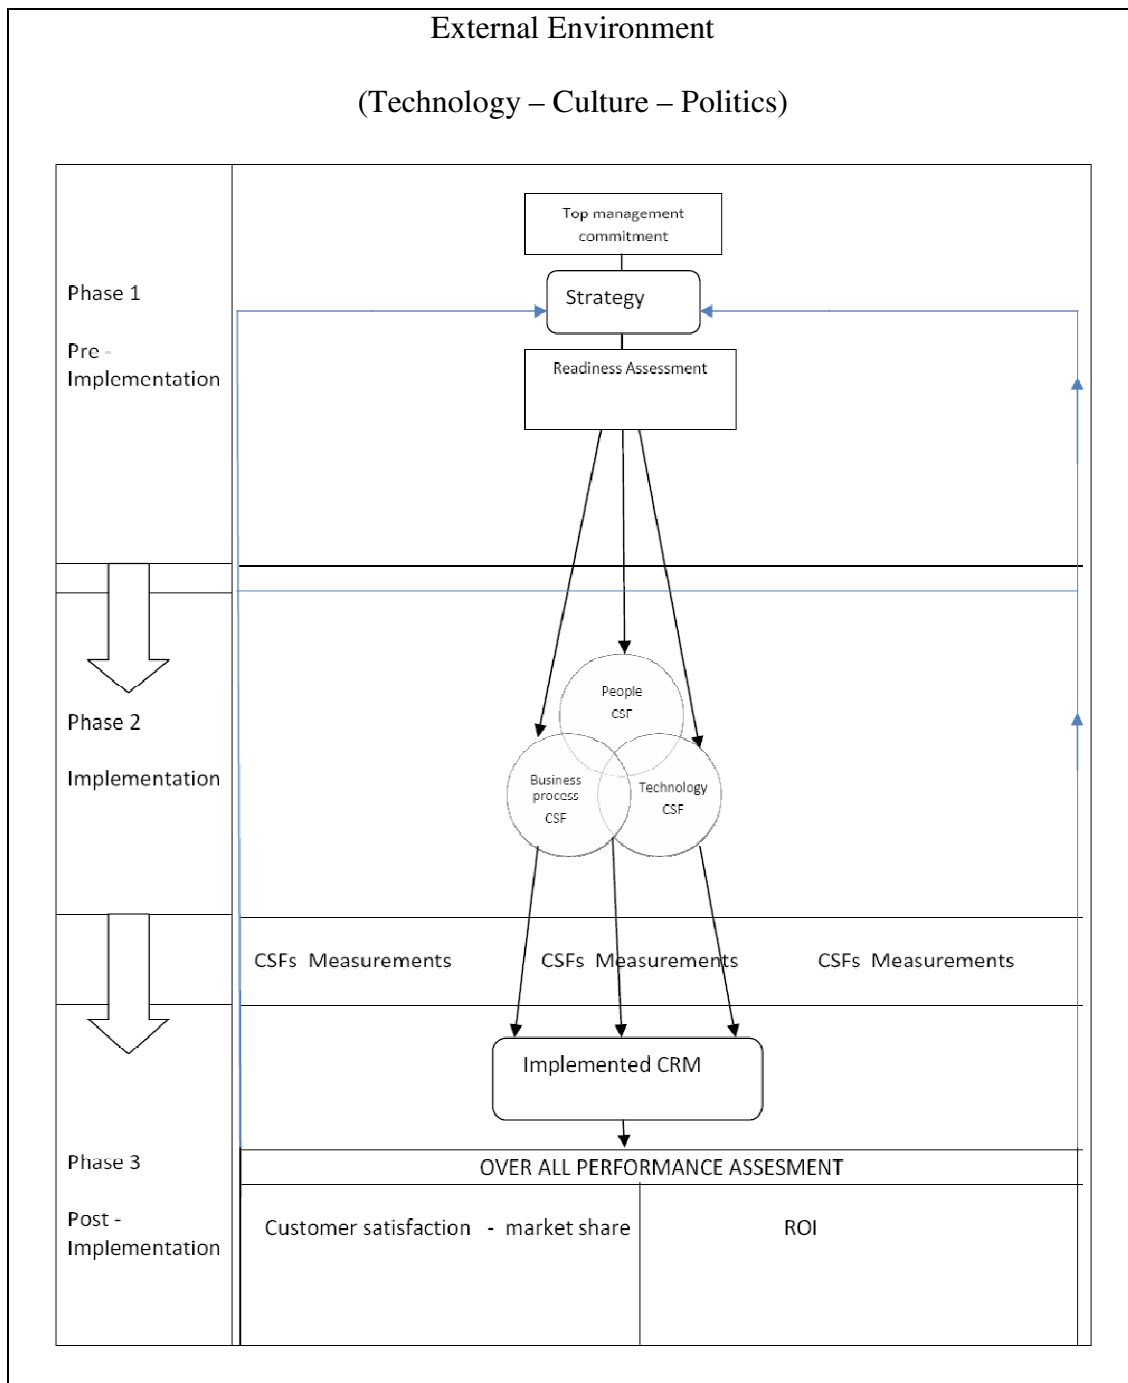 External Environment
(Technology – Culture – Politics)
Top management
commitment
Phase 1
Strategy
Pre -
Implementation
Readiness Assessment
People
CSF
Phase 2
Implementation
Business
process
CSF
Technology
CSF
CSFs Measurements
CSFs Measurements
CSFs Measurements
Implemented CRM
Phase 3
OVER ALL PERFORMANCE ASSESMENT
Post -
Implementation
Customer satisfaction - market share
ROI